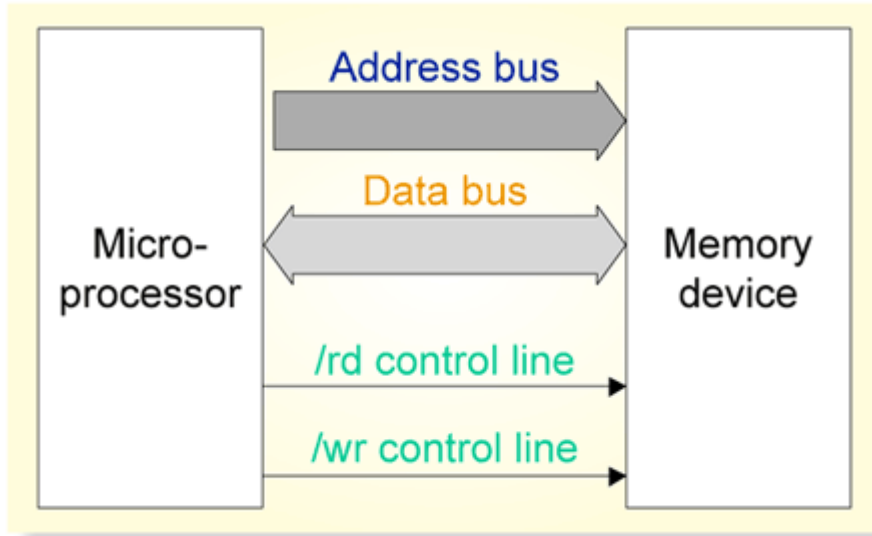 Address bus
Data bus
Micro-
processor
Memory
device
/rd control line
/wr control line